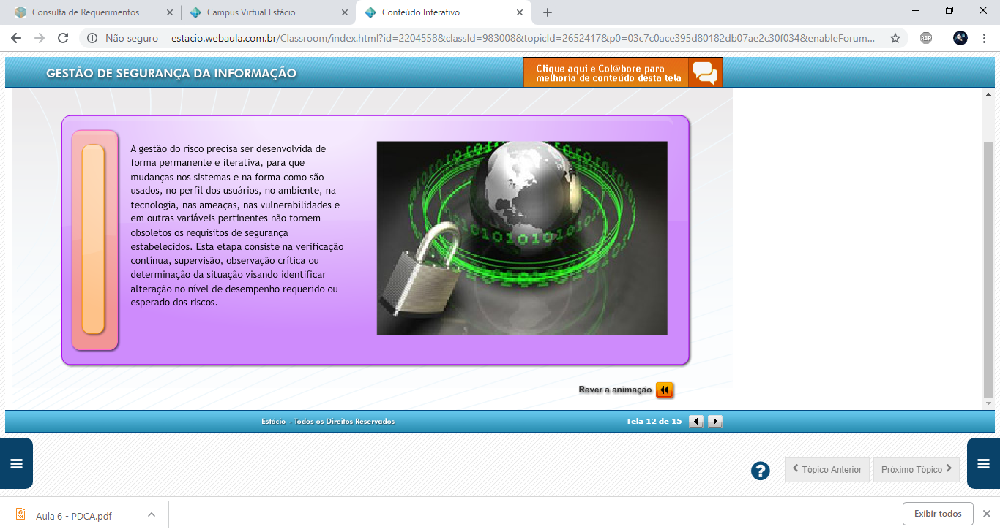 Consulta de Requerimentos
Campus Virtual Estácio
Conteúdo Interativo
Não seguro
estacio.webaula.com.br/Classroom/index.html?id=2204558&classId=983008&topicId=2652417&p0=03c7c0ace395d80182db07ae2c30f034&enableForum...
ABP
GESTÃO DE SEGURANÇA DA INFORMAÇÃO
Clique aqui e Col@bore para
melhoria de conteúdo desta tela
A gestão do risco precisa ser desenvolvida de
forma permanente e iterativa, para que
mudanças nos sistemas e na forma como são
usados, no perfil dos usuários, no ambiente, na
tecnologia, nas ameaças, nas vulnerabilidades e
em outras variáveis pertinentes não tornem
obsoletos os requisitos de segurança
estabelecidos. Esta etapa consiste na verificação
contínua, supervisão, observação crítica ou
determinação da situação visando identificar
alteração no nível de desempenho requerido ou
esperado dos riscos.
Rever a animação
Estácio - Todos os Direitos Reservados
Tela 12 de 15
?
Tópico Anterior
Próximo Tópico
Aula 6 - PDCA.pdf
Exibir todos